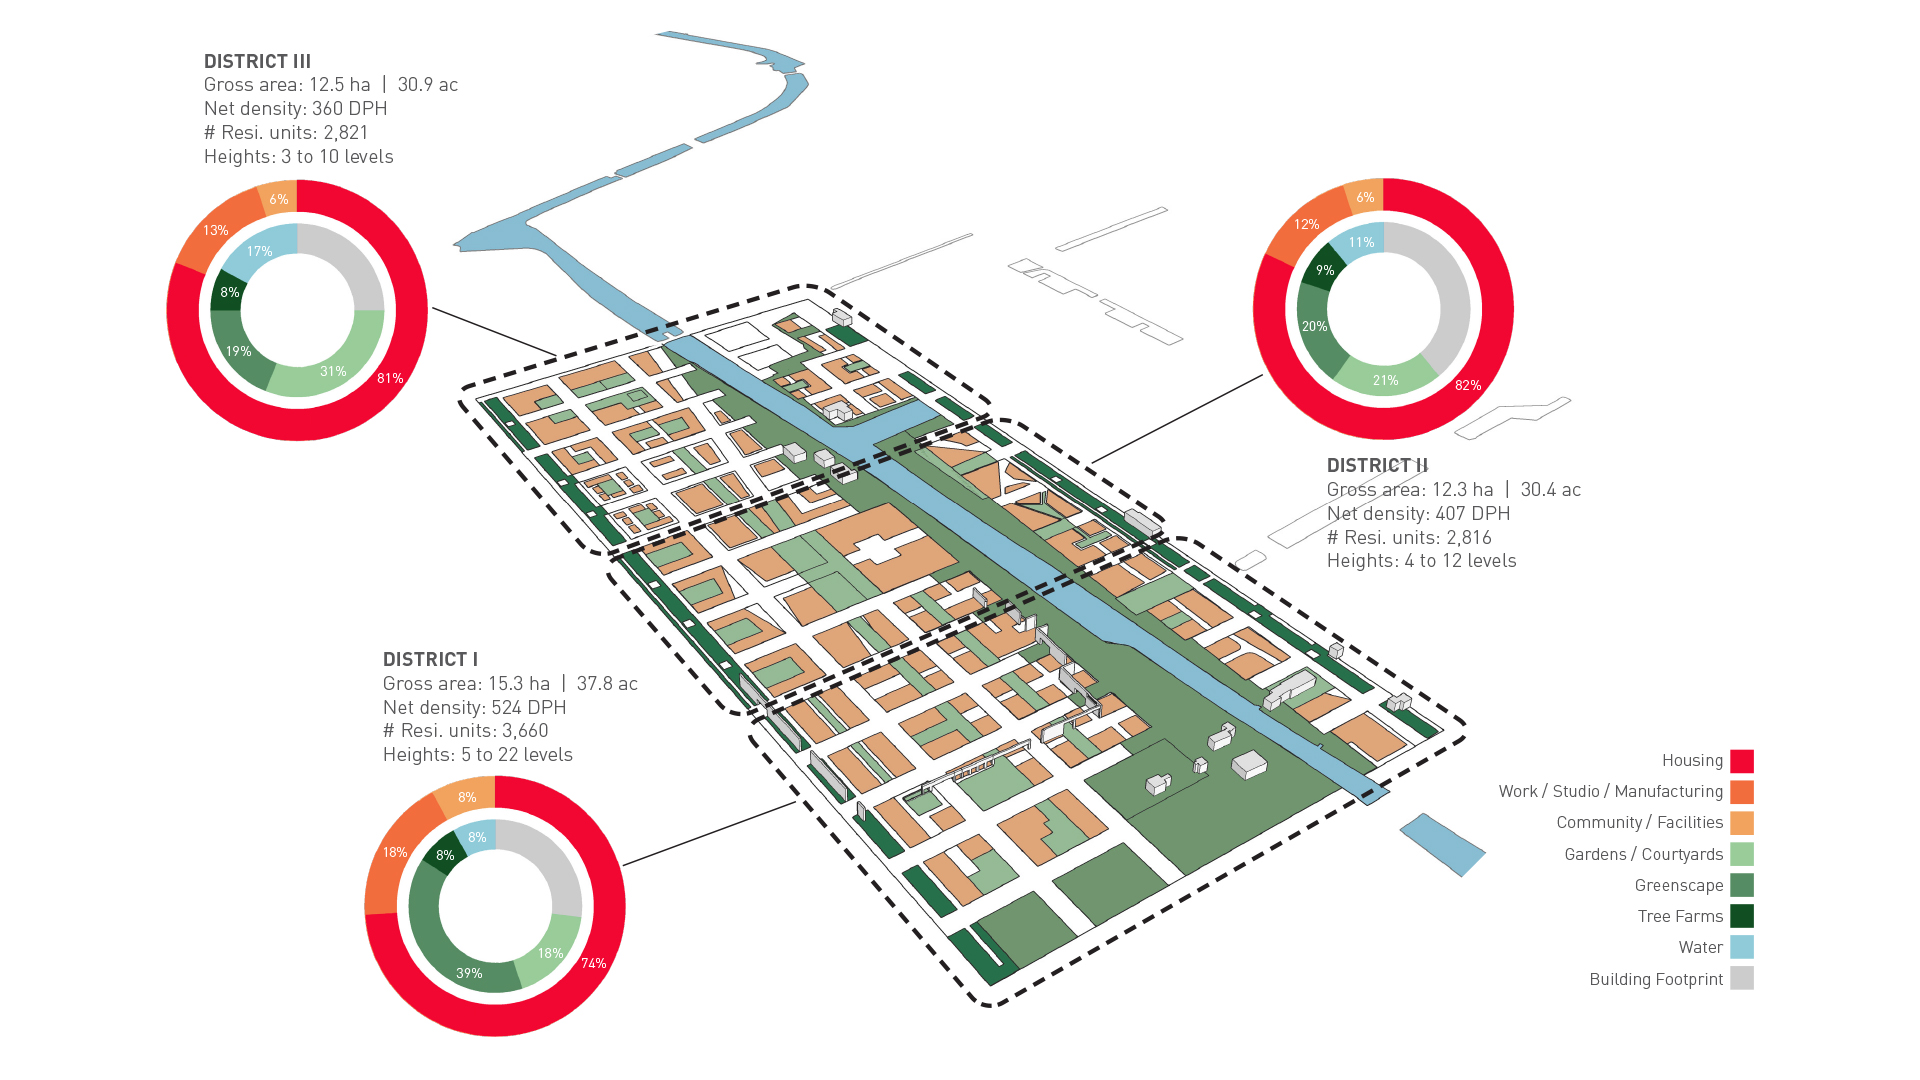 DISTRICT III
Gross area: 12.5 ha | 30.9 ac
Net density: 360 DPH
# Resi. units: 2,821
Heights: 3 to 10 levels
6%
13%
17%
8%
19%
31%
81%
6%
12%
11%
9%
20%
21%
82%
DISTRICT II
Gross area: 12.3 ha | 30.4 ac
Net density: 407 DPH
# Resi. units: 2,816
Heights: 4 to 12 levels
DISTRICT I
Gross area: 15.3 ha | 37.8 ac
Net density: 524 DPH
# Resi. units: 3,660
Heights: 5 to 22 levels
8%
18%
8%
8%
39%
18%
74%
Housing
Work / Studio / Manufacturing
Community / Facilities
Gardens / Courtyards
Greenscape
Tree Farms
Water
Building Footprint